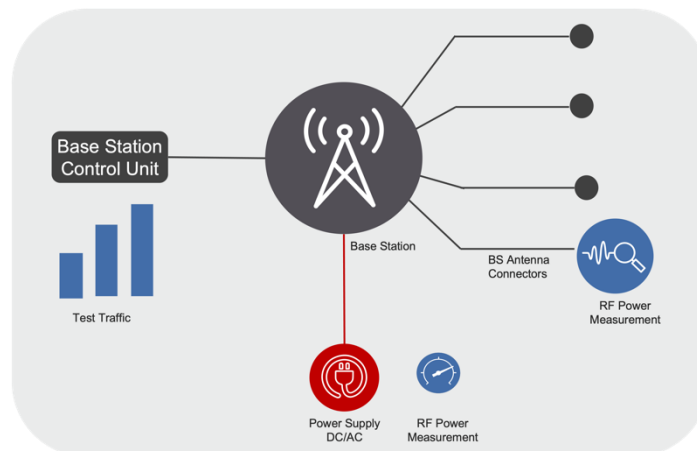 Base Station
Control Unit
Test Traffic
Base Station
BS Antenna
Connectors
RF Power
Measurement
Power Supply
DC/AC
RF Power
Measurement